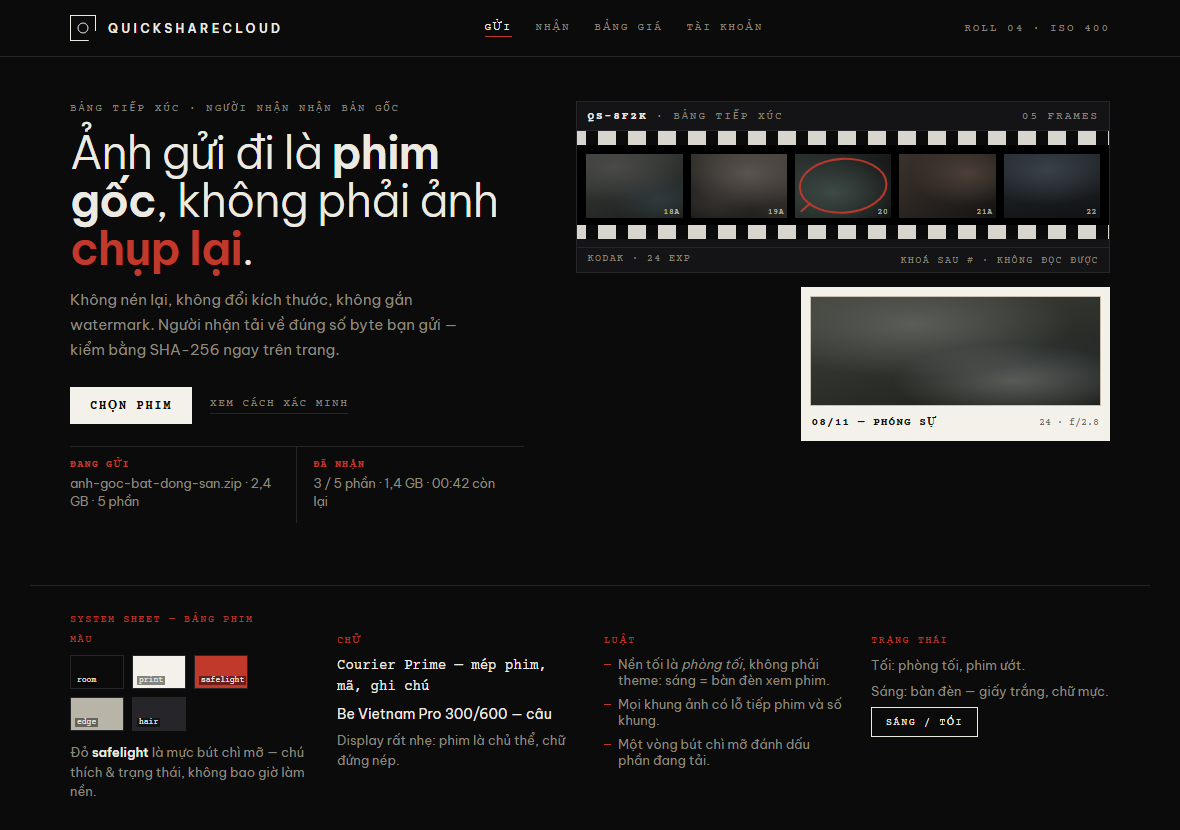 QUICKSHARECLOUD
GỬI NHẬN BẢNG GIÁ TÀI KHOẢN
ROLL 04 · ISO 400
BẢNG TIẾP XÚC · NGƯỜI NHẬN NHẬN BẢN GỐC
Ảnh gửi đi là phim
gốc, không phải ảnh
chụp lại.
Không nén lại, không đổi kích thước, không gắn
watermark. Người nhận tải về đúng số byte bạn gửi —
kiểm bằng SHA-256 ngay trên trang.
CHỌN PHIM XEM CÁCH XÁC MINH
ĐANG GỬI
anh-goc-bat-dong-san.zip · 2,4
GB · 5 phần
ĐÃ NHẬN
3 / 5 phần · 1,4 GB · 00:42 còn
lại
QS-8F2K · BẢNG TIẾP XÚC 05 FRAMES
18A 19A 20 21A 22
KODAK · 24 EXP KHOÁ SAU # · KHÔNG ĐỌC ĐƯỢC
08/11 — PHÓNG SỰ 24 · f/2.8
SYSTEM SHEET — BẢNG PHIM
MÀU
room print safelight
edge hair
Đỏ safelight là mực bút chì mỡ — chú
thích & trạng thái, không bao giờ làm
nền.
CHỮ
Courier Prime — mép phim,
mã, ghi chú
Be Vietnam Pro 300/600 — câu
Display rất nhẹ: phim là chủ thể, chữ
đứng nép.
LUẬT
— Nền tối là phòng tối, không phải
theme: sáng = bàn đèn xem phim.
— Mọi khung ảnh có lỗ tiếp phim và số
khung.
— Một vòng bút chì mỡ đánh dấu
phần đang tải.
TRẠNG THÁI
Tối: phòng tối, phim ướt.
Sáng: bàn đèn — giấy trắng, chữ mực.
SÁNG / TỐI